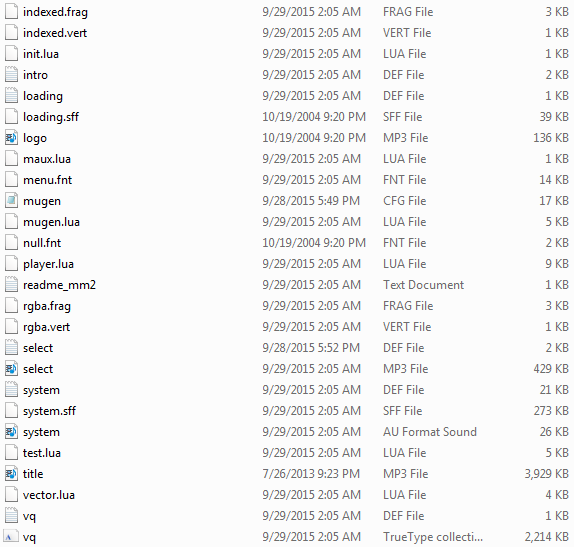 indexed.frag 9/29/2015 2:05 AM FRAG File 3 KB
indexed.vert 9/29/2015 2:05 AM VERT File 1 KB
init.lua 9/29/2015 2:05 AM LUA File 1 KB
intro 9/29/2015 2:05 AM DEF File 2 KB
loading 9/29/2015 2:05 AM DEF File 1 KB
loading.sff 10/19/2004 9:20 PM SFF File 39 KB
logo 10/19/2004 9:20 PM MP3 File 136 KB
maux.lua 9/29/2015 2:05 AM LUA File 1 KB
menu.fnt 9/29/2015 2:05 AM FNT File 14 KB
mugen 9/28/2015 5:49 PM CFG File 17 KB
mugen.lua 9/29/2015 2:05 AM LUA File 5 KB
null.fnt 10/19/2004 9:20 PM FNT File 2 KB
player.lua 9/29/2015 2:05 AM LUA File 9 KB
readme_mm2 9/29/2015 2:05 AM Text Document 1 KB
rgba.frag 9/29/2015 2:05 AM FRAG File 3 KB
rgba.vert 9/29/2015 2:05 AM VERT File 1 KB
select 9/28/2015 5:52 PM DEF File 2 KB
select 9/29/2015 2:05 AM MP3 File 429 KB
system 9/29/2015 2:05 AM DEF File 21 KB
system.sff 9/29/2015 2:05 AM SFF File 273 KB
system 9/29/2015 2:05 AM AU Format Sound 26 KB
test.lua 9/29/2015 2:05 AM LUA File 5 KB
title 7/26/2013 9:23 PM MP3 File 3,929 KB
vector.lua 9/29/2015 2:05 AM LUA File 4 KB
vq 9/29/2015 2:05 AM DEF File 1 KB
vq 9/29/2015 2:05 AM TrueType collecti... 2,214 KB